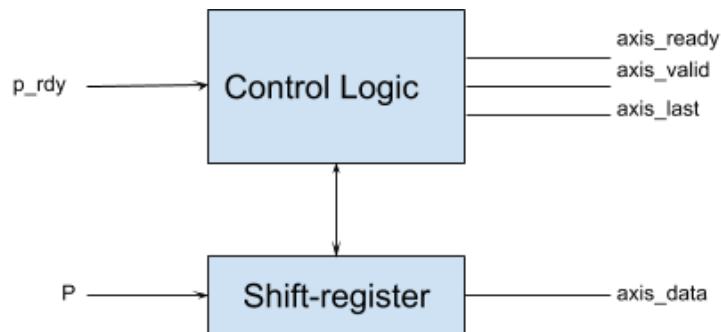 axis_ready
p_rdy
Control Logic
axis_valid
axis_last
P
Shift-register
axis_data